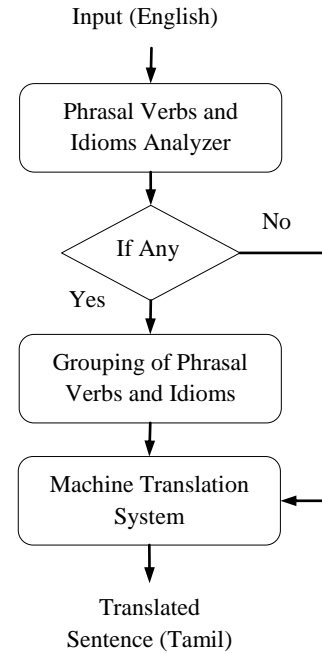 Input (English)
Phrasal Verbs and
Idioms Analyzer
If Any
No
Yes
Grouping of Phrasal
Verbs and Idioms
Machine Translation
System
Translated
Sentence (Tamil)